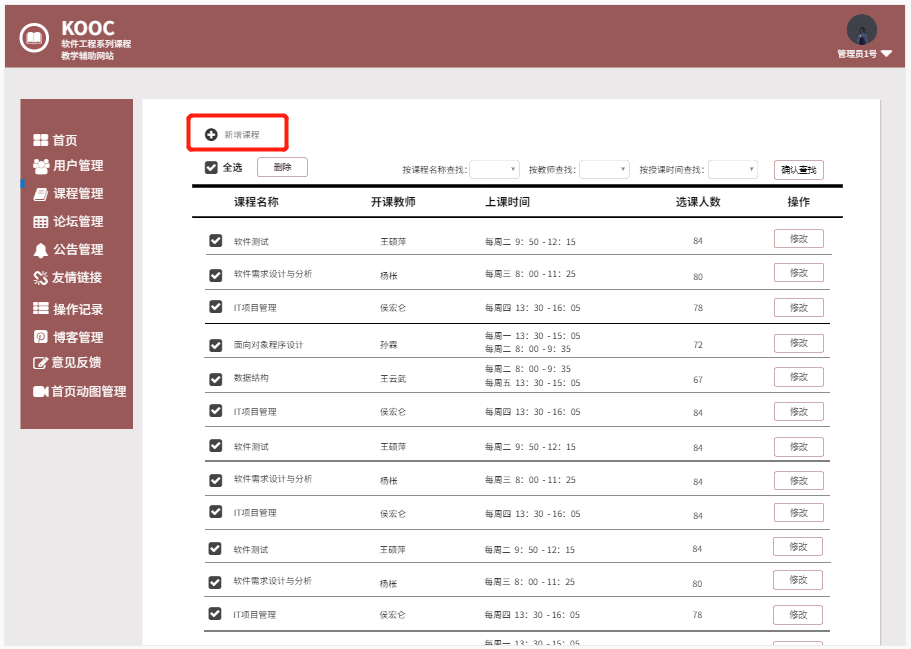 KOOC
软件工程系列课程
教学辅助网站
管理员1号
首页
用户管理
课程管理
论坛管理
公告管理
友情链接
操作记录
博客管理
意见反馈
首页动图管理
新增课程
全选 删除 按课程名称查找: 按教师查找: 按授课时间查找: 确认查找
课程名称 开课教师 上课时间 选课人数 操作
软件测试 王硕萍 每周二 9：50 -12：15 84 修改
软件需求设计与分析 杨枨 每周三 8：00 -11：25 80 修改
IT项目管理 侯宏仑 每周四 13：30 -16：05 78 修改
面向对象程序设计 孙霖 每周一 13：30 -15：05 72 修改
每周二 8：00 -9：35
数据结构 王云武 每周二 8：00 -9：35 67 修改
每周五 13：30 -15：05
IT项目管理 侯宏仑 每周四 13：30 -16：05 84 修改
软件测试 王硕萍 每周二 9：50 -12：15 84 修改
软件需求设计与分析 杨枨 每周三 8：00 -11：25 84 修改
IT项目管理 侯宏仑 每周四 13：30 -16：05 84 修改
软件测试 王硕萍 每周二 9：50 -12：15 84 修改
软件需求设计与分析 杨枨 每周三 8：00 -11：25 80 修改
IT项目管理 侯宏仑 每周四 13：30 -16：05 78 修改
每周一 13：30 -15：05